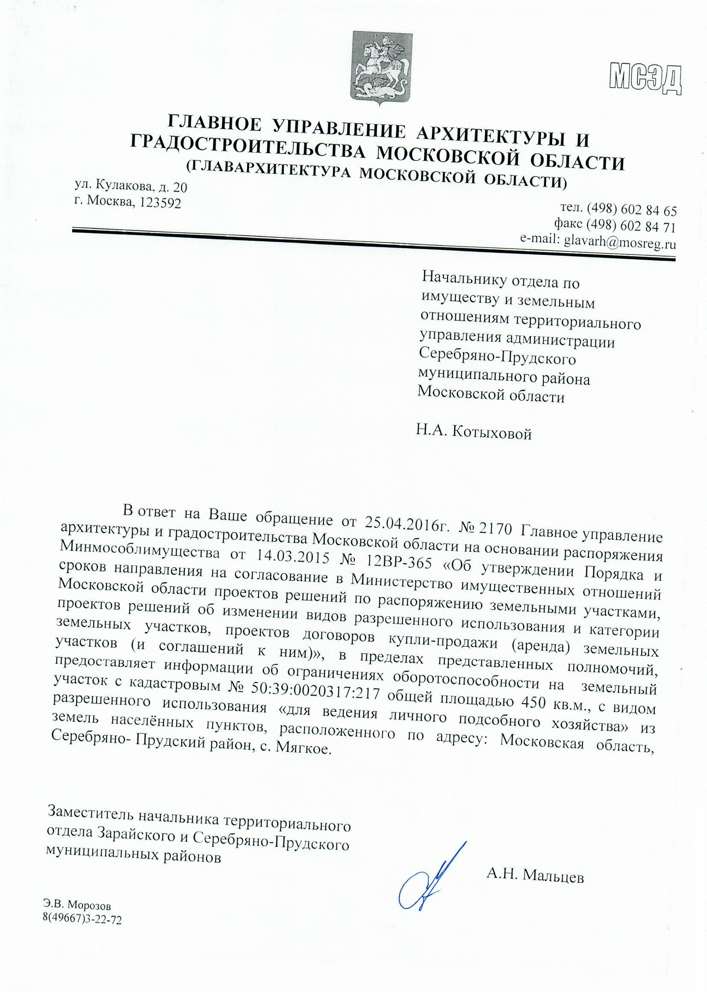 МСЭД
ГЛАВНОЕ УПРАВЛЕНИЕ АРХИТЕКТУРЫ И
ГРАДОСТРОИТЕЛЬСТВА МОСКОВСКОЙ ОБЛАСТИ
(ГЛАВАРХИТЕКТУРА МОСКОВСКОЙ ОБЛАСТИ)
ул. Кулакова, д. 20
г. Москва, 123592
тел. (498) 602 84 65
факс (498) 602 84 71
e-mail: glavarh@mosreg.ru
Начальнику отдела по
имуществу и земельным
отношениям территориального
управления администрации
Серебряно-Прудского
муниципального района
Московской области
Н.А. Котыховой
В ответ на Ваше обращение от 25.04.2016г. № 2170 Главное управление
архитектуры и градостроительства Московской области на основании распоряжения
Минмособлимущества от 14.03.2015 № 12ВР-365 «Об утверждении Порядка и
сроков направления на согласование в Министерство имущественных отношений
Московской области проектов решений по распоряжению земельными участками,
проектов решений об изменении видов разрешенного использования и категории
земельных участков, проектов договоров купли-продажи (аренда) земельных
участков (и соглашений к ним)», в пределах представленных полномочий,
предоставляет информации об ограничениях оборотоспособности на земельный
участок с кадастровым № 50:39:0020317:217 общей площадью 450 кв.м., с видом
разрешенного использования «для ведения личного подсобного хозяйства» из
земель населённых пунктов, расположенного по адресу: Московская область,
Серебряно- Прудский район, с. Мягкое.
Заместитель начальника территориального
отдела Зарайского и Серебряно-Прудского
муниципальных районов
А.Н. Мальцев
Э.В. Морозов
8(49667)3-22-72